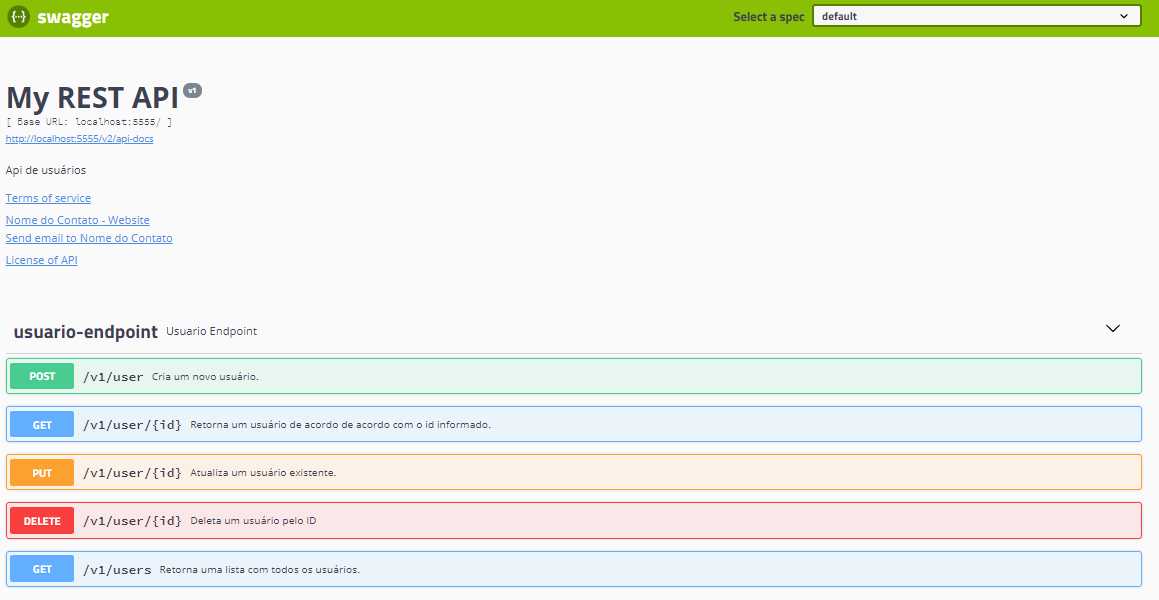 swagger
Select a spec default
My REST API v1
[ Base URL: localhost:5555/ ]
http://localhost:5555/v2/api-docs
Api de usuários
Terms of service
Nome do Contato - Website
Send email to Nome do Contato
License of API
usuario-endpoint Usuario Endpoint
POST /v1/user Cria um novo usuário.
GET /v1/user/{id} Retorna um usuário de acordo de acordo com o id informado.
PUT /v1/user/{id} Atualiza um usuário existente.
DELETE /v1/user/{id} Deleta um usuário pelo ID
GET /v1/users Retorna uma lista com todos os usuários.